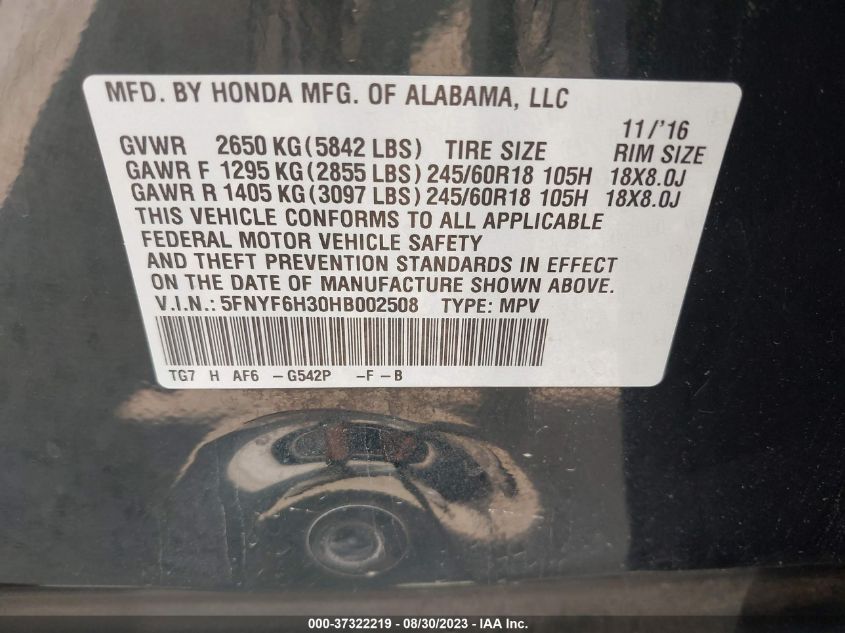 MFD. BY HONDA MFG. OF ALABAMA, LLC
11/'16
GVWR 2650 KG (5842 LBS) TIRE SIZE RIM SIZE
GAWR F 1295 KG (2855 LBS) 245/60R18 105H 18X8.0J
GAWR R 1405 KG (3097 LBS) 245/60R18 105H 18X8.0J
THIS VEHICLE CONFORMS TO ALL APPLICABLE
FEDERAL MOTOR VEHICLE SAFETY
AND THEFT PREVENTION STANDARDS IN EFFECT
ON THE DATE OF MANUFACTURE SHOWN ABOVE.
V.I.N.: 5FNYF6H30HB002508 TYPE: MPV
TG7 H AF6 - G542P -F - B
000-37322219 - 08/30/2023 - IAA Inc.